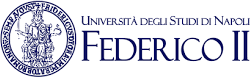 UNIVERSITÀ DEGLI STUDI DI NAPOLI
FEDERICO II